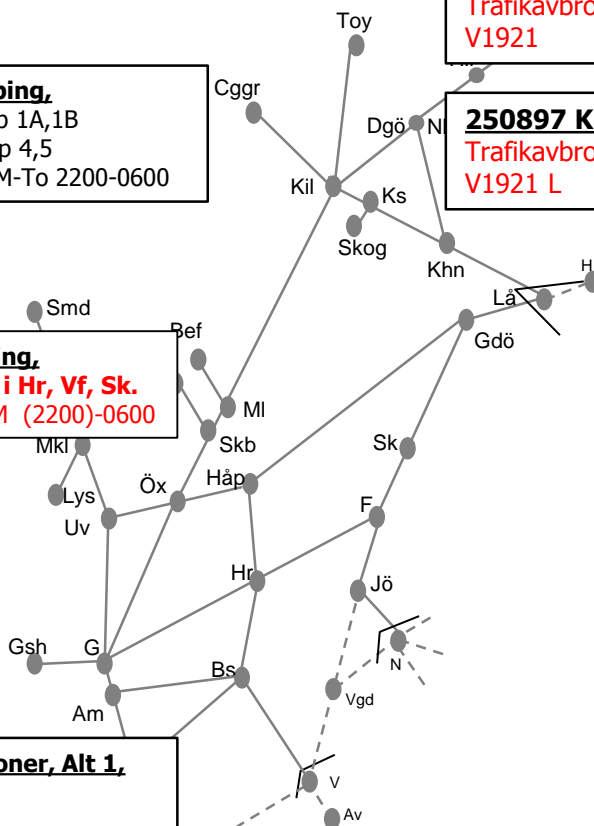 Toy
Trafikavbro
V1921
ping,
p 1A,1B
p 4,5
M-To 2200-0600
Cggr
Dgö
250897 K
Trafikavbro
V1921 L
Kil
Ks
Skog
Khn
H
Lå
Gdö
Smd
Bef
ng,
i Hr, Vf, Sk.
M (2200)-0600
Ml
Skb
Mkl
Sk
Håp
Öx
Lys
Uv
F
Hr
Jö
Gsh
G
N
Bs
Vgd
Am
oner, Alt 1,
V
Av